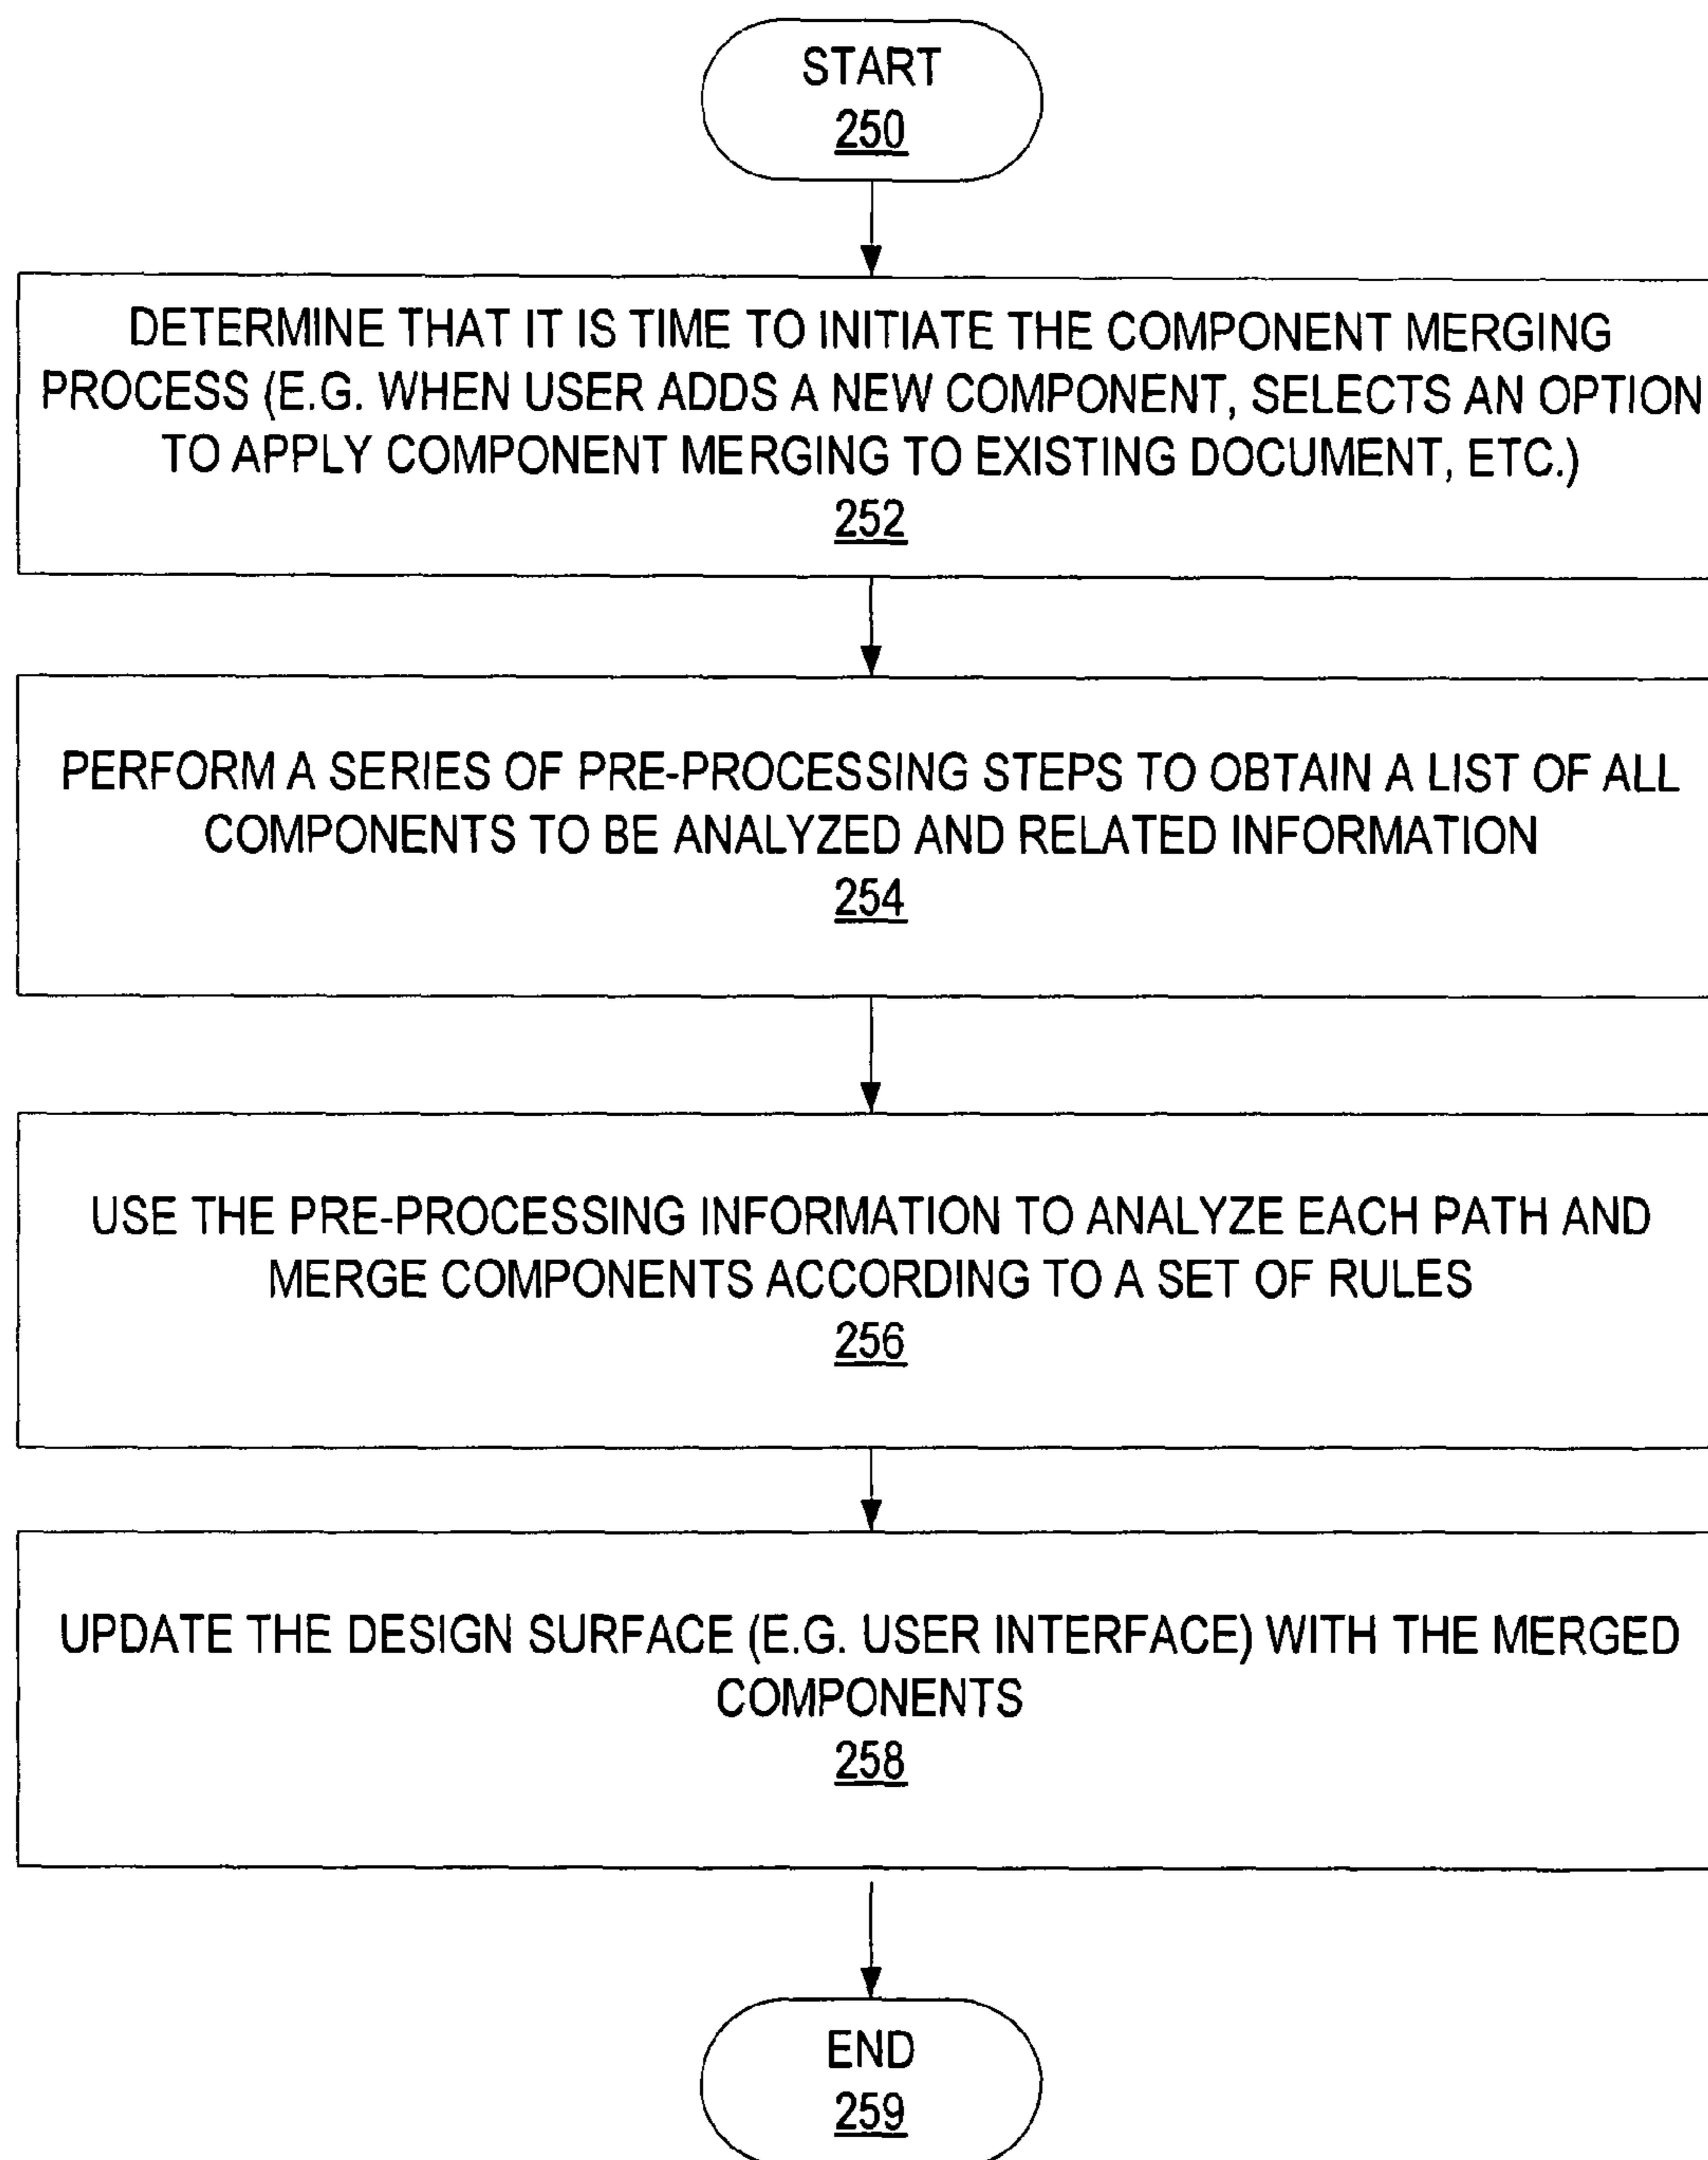 START
250
DETERMINE THAT IT IS TIME TO INITIATE THE COMPONENT MERGING
PROCESS (E.G. WHEN USER ADDS A NEW COMPONENT, SELECTS AN OPTION
TO APPLY COMPONENT MERGING TO EXISTING DOCUMENT, ETC.)
252
PERFORM A SERIES OF PRE-PROCESSING STEPS TO OBTAIN A LIST OF ALL
COMPONENTS TO BE ANALYZED AND RELATED INFORMATION
254
USE THE PRE-PROCESSING INFORMATION TO ANALYZE EACH PATH AND
MERGE COMPONENTS ACCORDING TO A SET OF RULES
256
UPDATE THE DESIGN SURFACE (E.G. USER INTERFACE) WITH THE MERGED
COMPONENTS
258
END
259